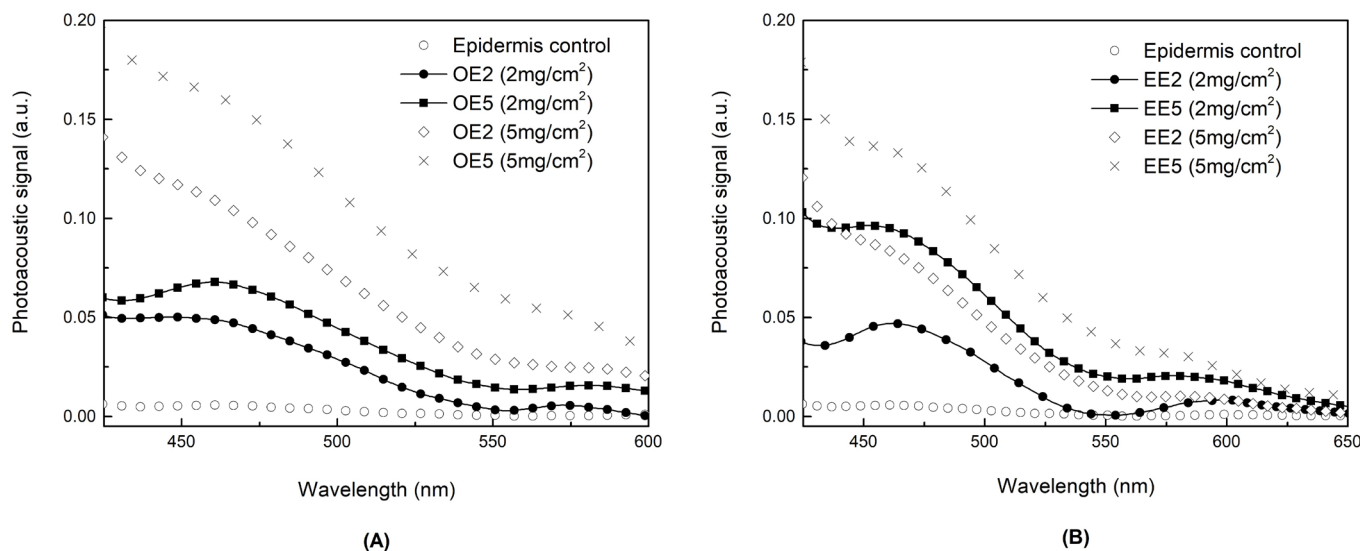 0.20
0.15
0.10
0.05
0.00
Photoacoustic signal (a.u.)
Epidermis control
OE2 (2mg/cm²)
OE5 (2mg/cm²)
OE2 (5mg/cm²)
OE5 (5mg/cm²)
450 500 550 600
Wavelength (nm)
(A)
0.20
0.15
0.10
0.05
0.00
Photoacoustic signal (a.u.)
Epidermis control
EE2 (2mg/cm²)
EE5 (2mg/cm²)
EE2 (5mg/cm²)
EE5 (5mg/cm²)
450 500 550 600 650
Wavelength (nm)
(B)